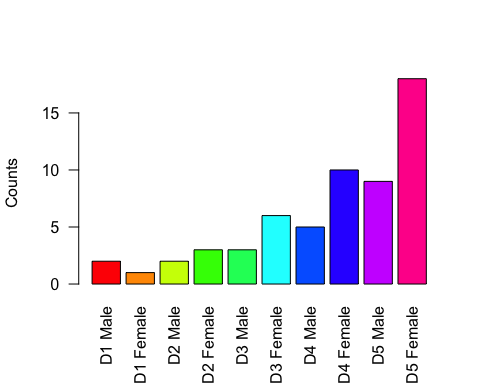 Counts
15
10
5
0
D1 Male
D1 Female
D2 Male
D2 Female
D3 Male
D3 Female
D4 Male
D4 Female
D5 Male
D5 Female